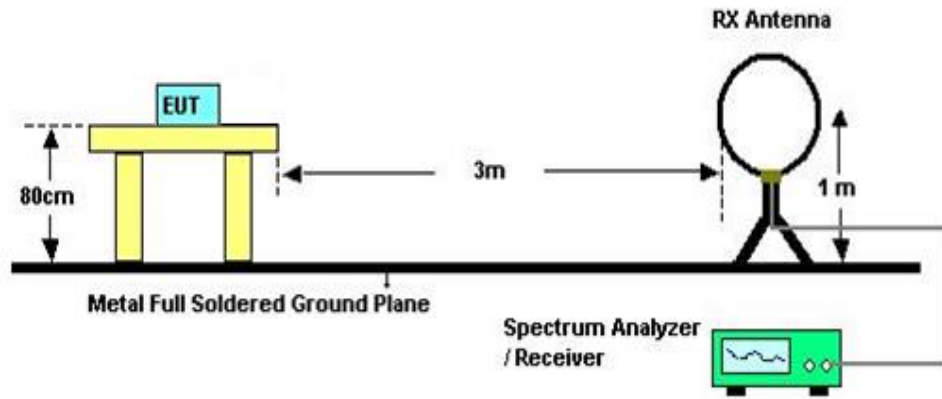 RX Antenna
EUT
80cm
3m
1 m
Metal Full Soldered Ground Plane
Spectrum Analyzer
/ Receiver